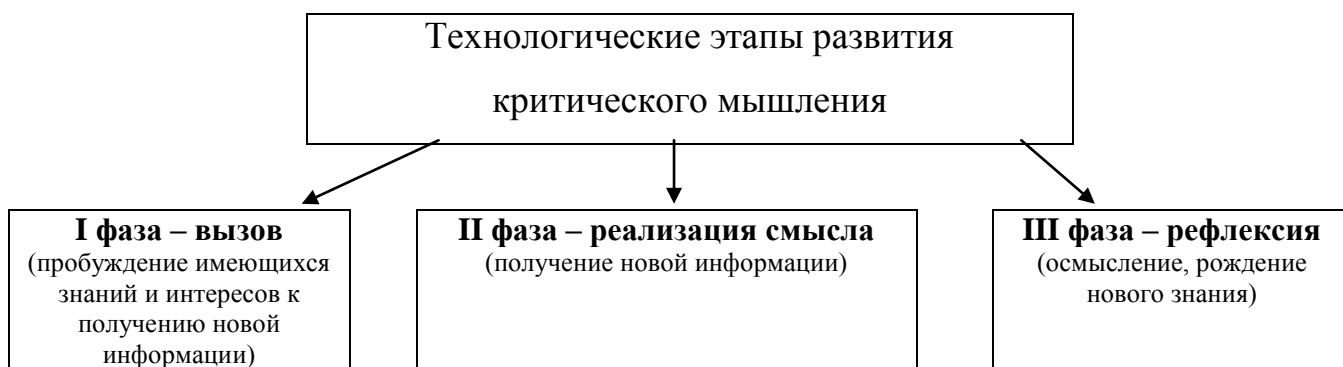 Технологические этапы развития
критического мышления
I фаза – вызов
(пробуждение имеющихся
знаний и интересов к
получению новой
информации)
II фаза – реализация смысла
(получение новой информации)
III фаза – рефлексия
(осмысление, рождение
нового знания)